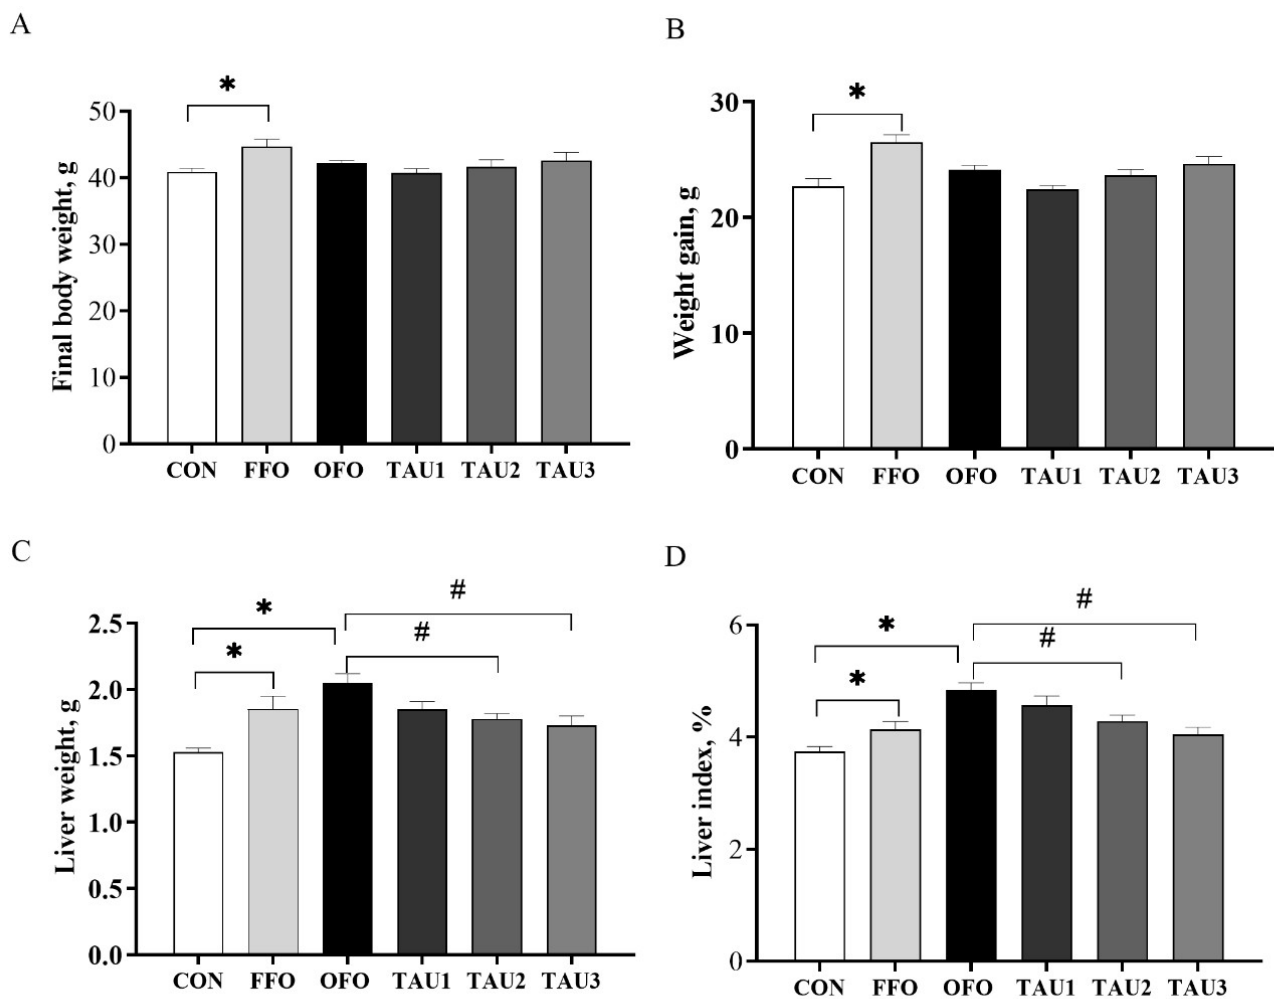 A
*
Final body weight, g
50
40
30
20
10
0
CON FFO OFO TAU1 TAU2 TAU3
B
*
Weight gain, g
30
20
10
0
CON FFO OFO TAU1 TAU2 TAU3
C
#
*
#
*
Liver weight, g
2.5
2.0
1.5
1.0
0.5
0.0
CON FFO OFO TAU1 TAU2 TAU3
D
#
*
#
*
Liver index, %
6
4
2
0
CON FFO OFO TAU1 TAU2 TAU3